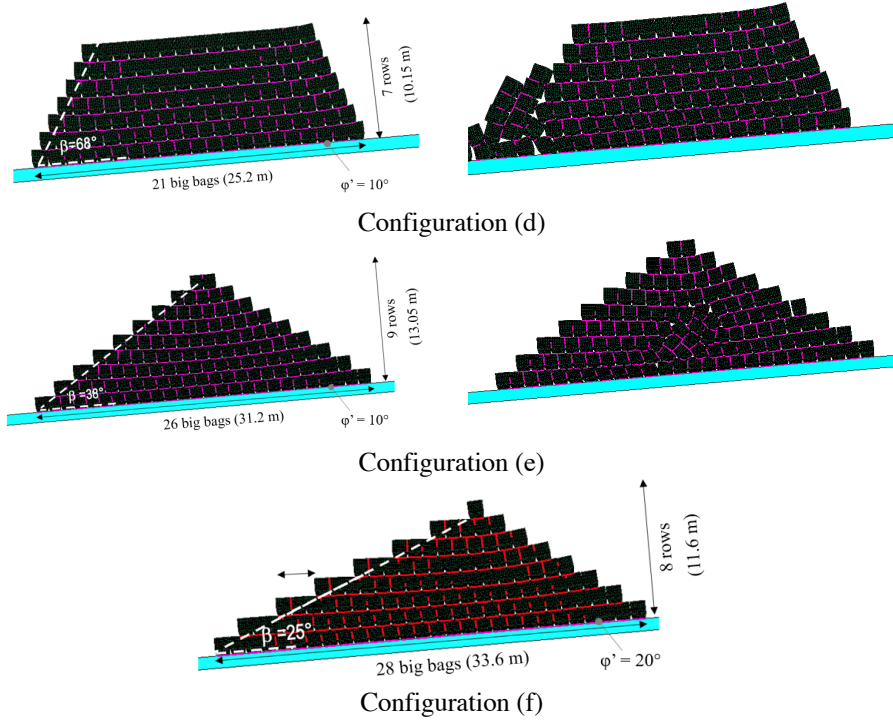 7 rows
(10.15 m)
β=68°
21 big bags (25.2 m)
φ' = 10°
Configuration (d)
9 rows
(13.05 m)
β =38°
26 big bags (31.2 m)
φ' = 10°
Configuration (e)
8 rows
(11.6 m)
β =25°
28 big bags (33.6 m)
φ' = 20°
Configuration (f)